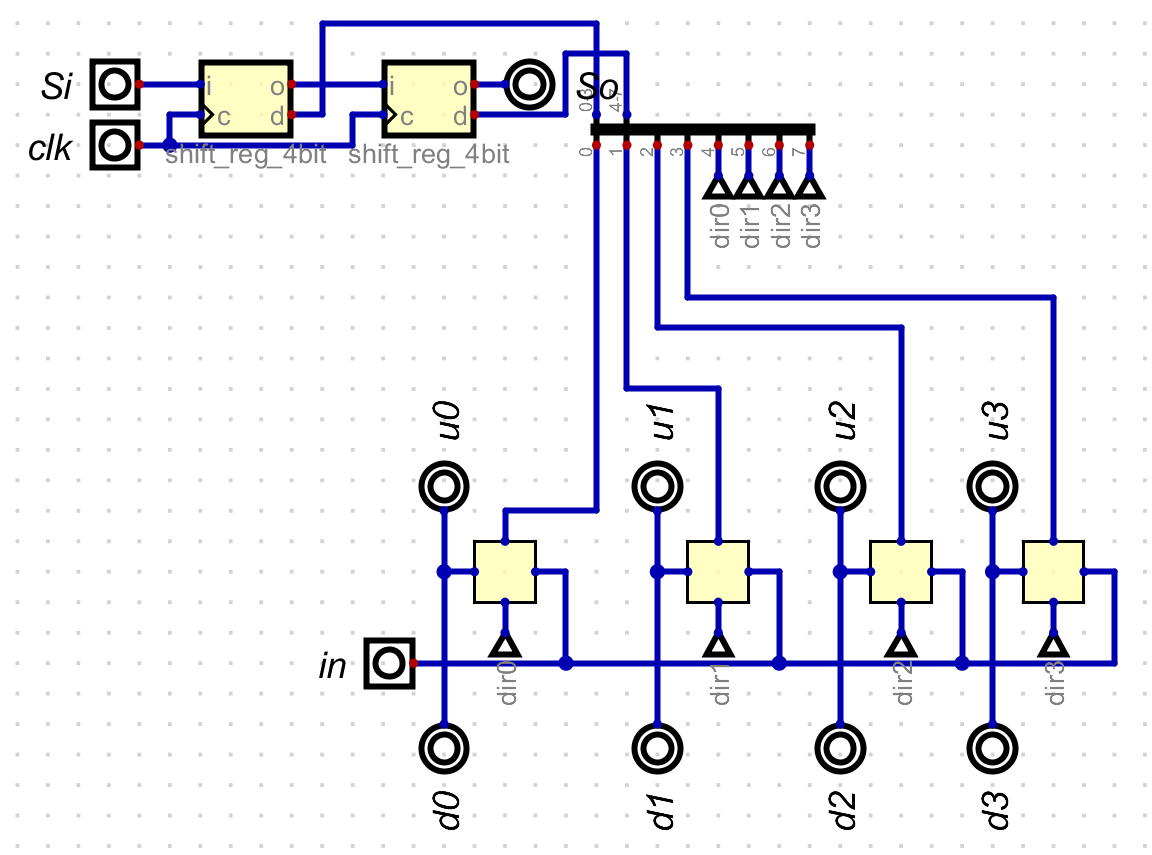 Si
i
o
c
d
shift_reg_4bit
i
o
c
d
shift_reg_4bit
So
clk
0-3
4-7
0
1
2
3
4
5
6
7
dir0
dir1
dir2
dir3
u0
u1
u2
u3
in
dir0
dir1
dir2
dir3
d0
d1
d2
d3